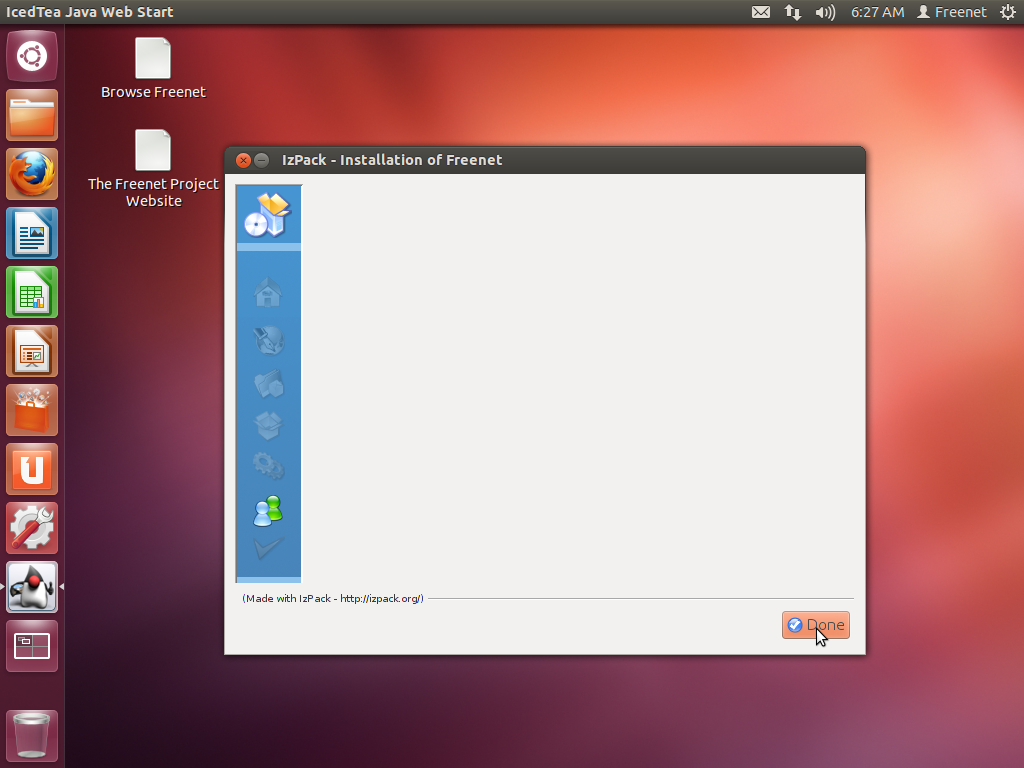 IcedTea Java Web Start
6:27 AM Freenet
Browse Freenet
The Freenet Project
Website
IzPack - Installation of Freenet
(Made with IzPack - http://izpack.org/)
Done